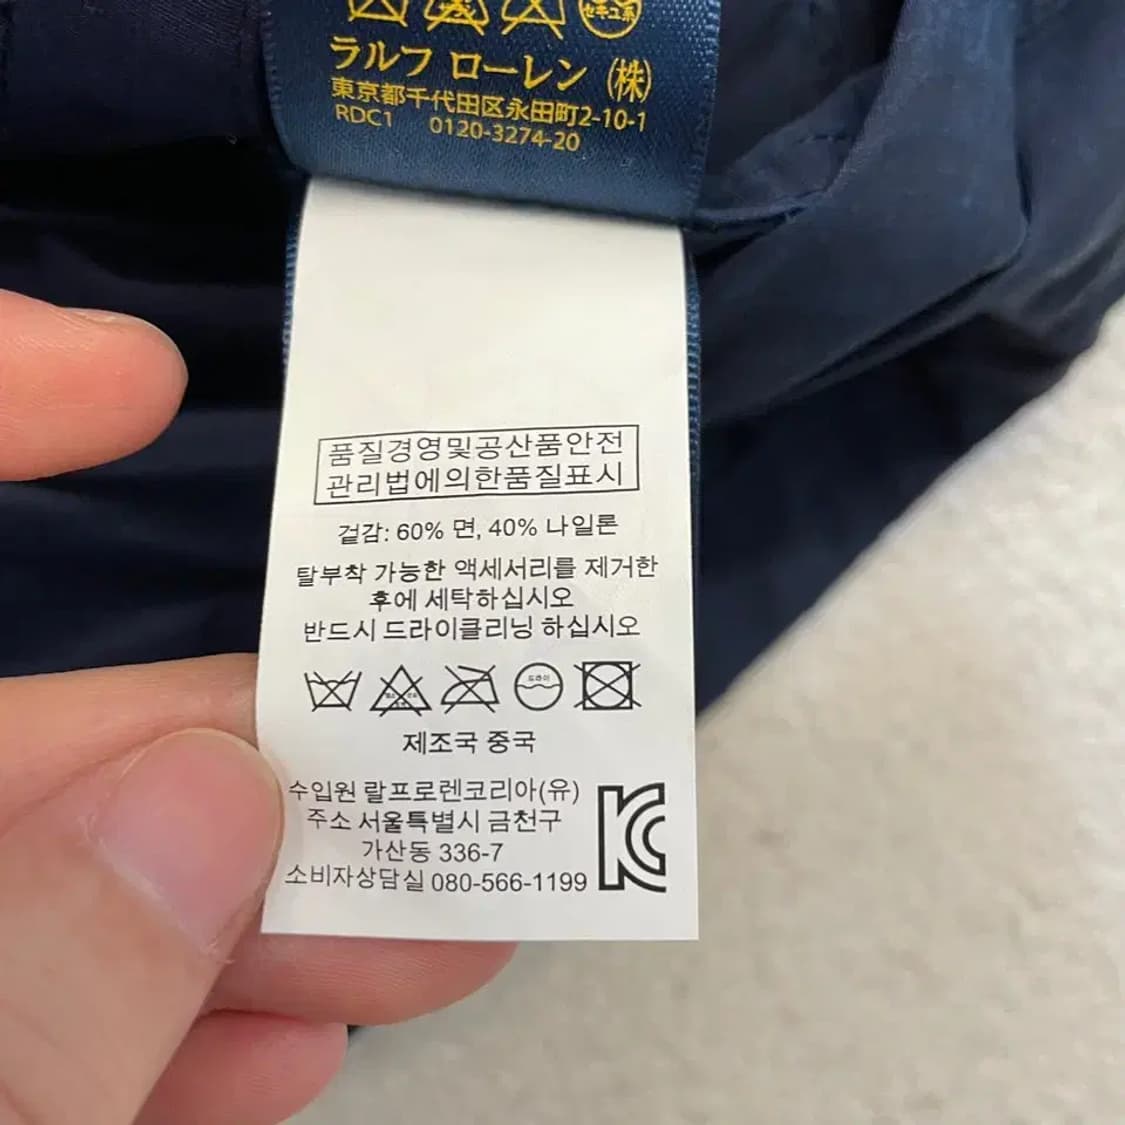 ラルフ ローレン (株)
東京都千代田区永田町2-10-1
RDC1 0120-3274-20
품질경영및공산품안전
관리법에의한품질표시
겉감: 60% 면, 40% 나일론
탈부착 가능한 액세서리를 제거한
후에 세탁하십시오
반드시 드라이클리닝 하십시오
드라이
제조국 중국
수입원 랄프로렌코리아(유)
주소 서울특별시 금천구
가산동 336-7
소비자상담실 080-566-1199